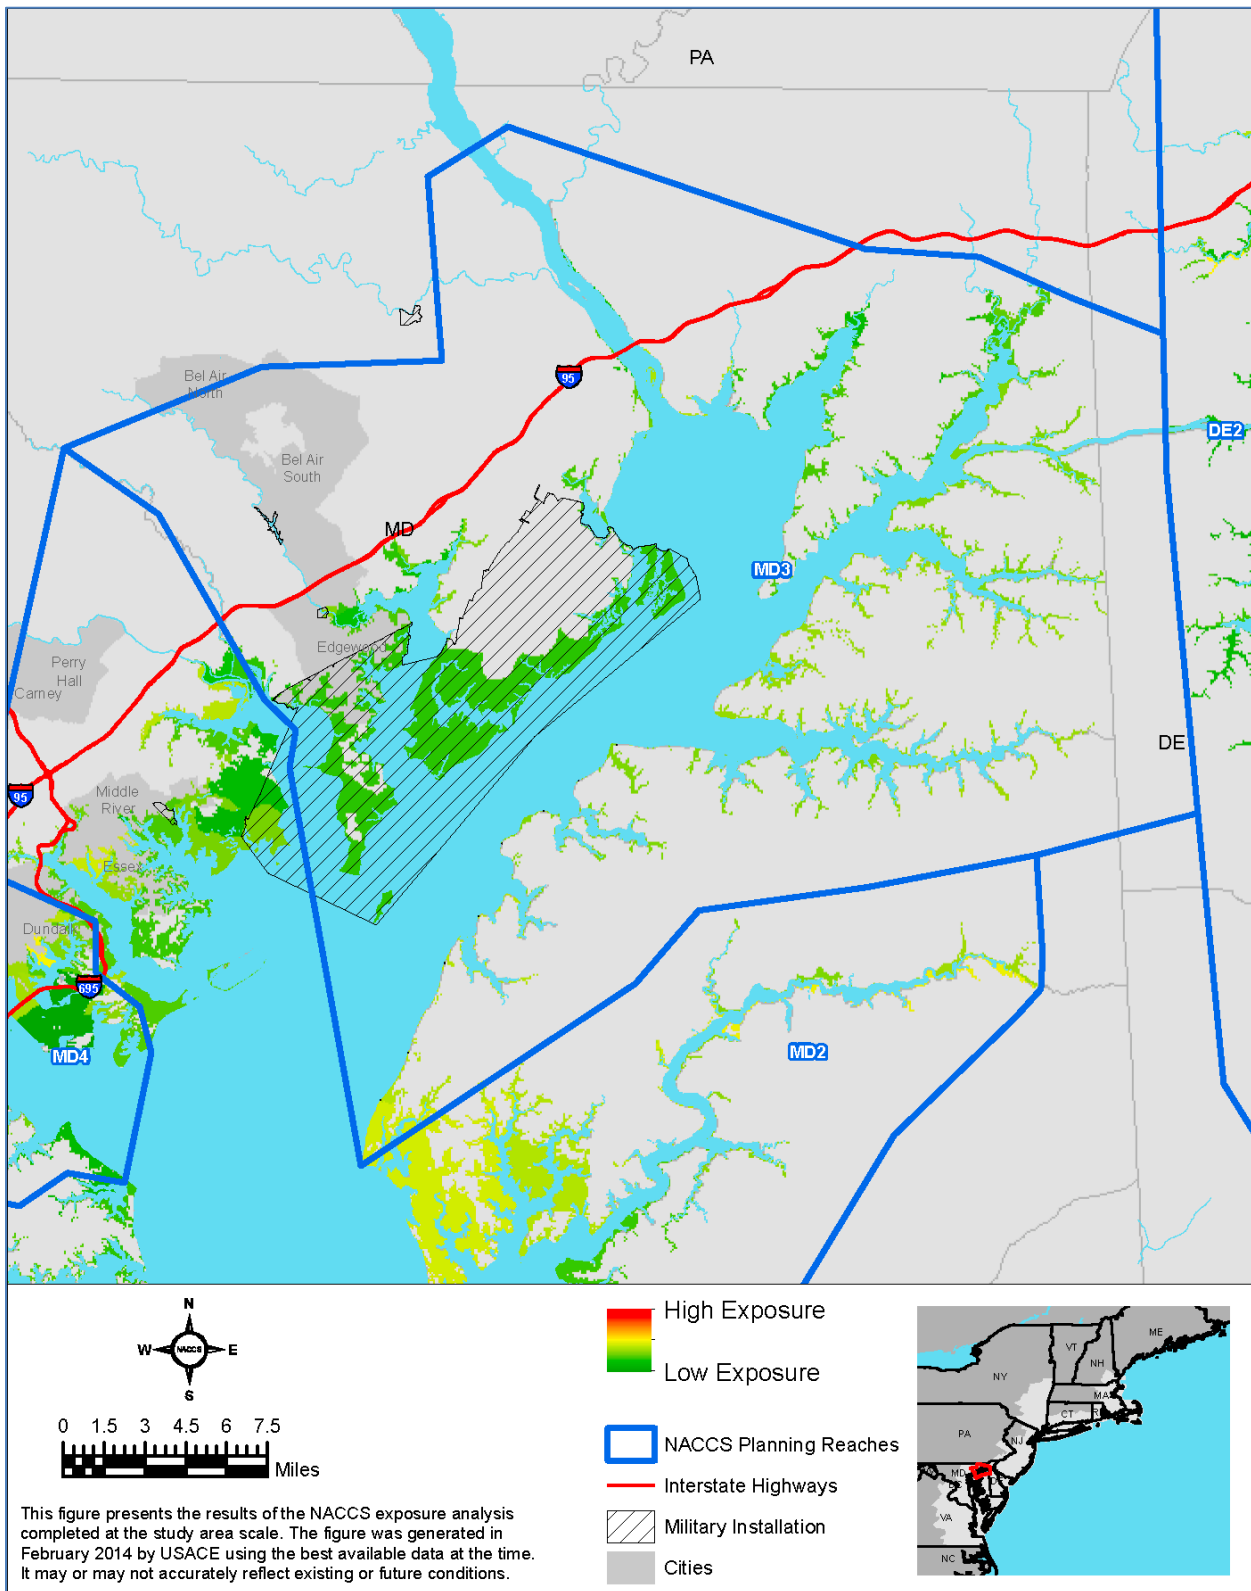 PA
Bel Air
North
95
Bel Air
South
DE2
MD
MD3
Edgewood
Perry
Hall
Carney
DE
95
Middle
River
Essex
Dundalk
695
MD4
MD2
N
W NACCS E
S
0 1.5 3 4.5 6 7.5
Miles
This figure presents the results of the NACCS exposure analysis
completed at the study area scale. The figure was generated in
February 2014 by USACE using the best available data at the time.
It may or may not accurately reflect existing or future conditions.
High Exposure
Low Exposure
NACCS Planning Reaches
Interstate Highways
Military Installation
Cities
ME
VT
NH
NY
MA
CT
PA
NJ
MD
VA
NC